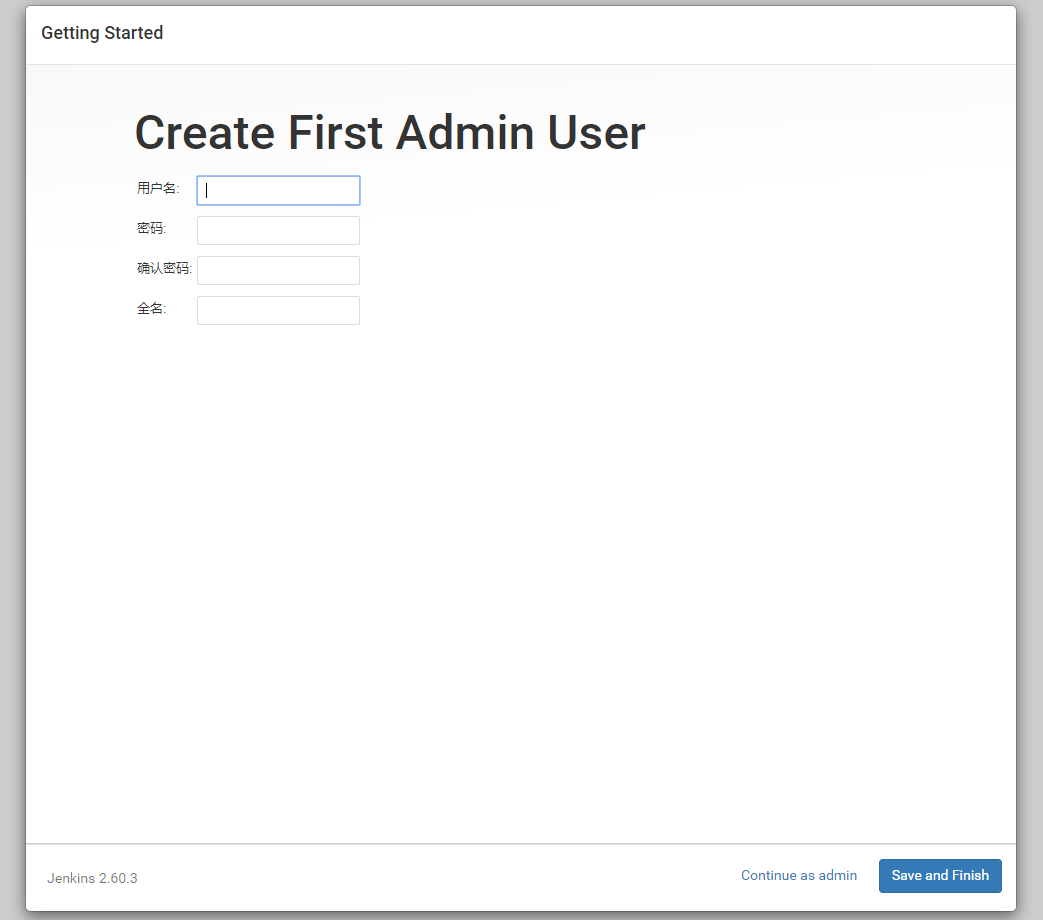 Getting Started
Create First Admin User
用户名:
密码:
确认密码:
全名:
Jenkins 2.60.3
Continue as admin
Save and Finish